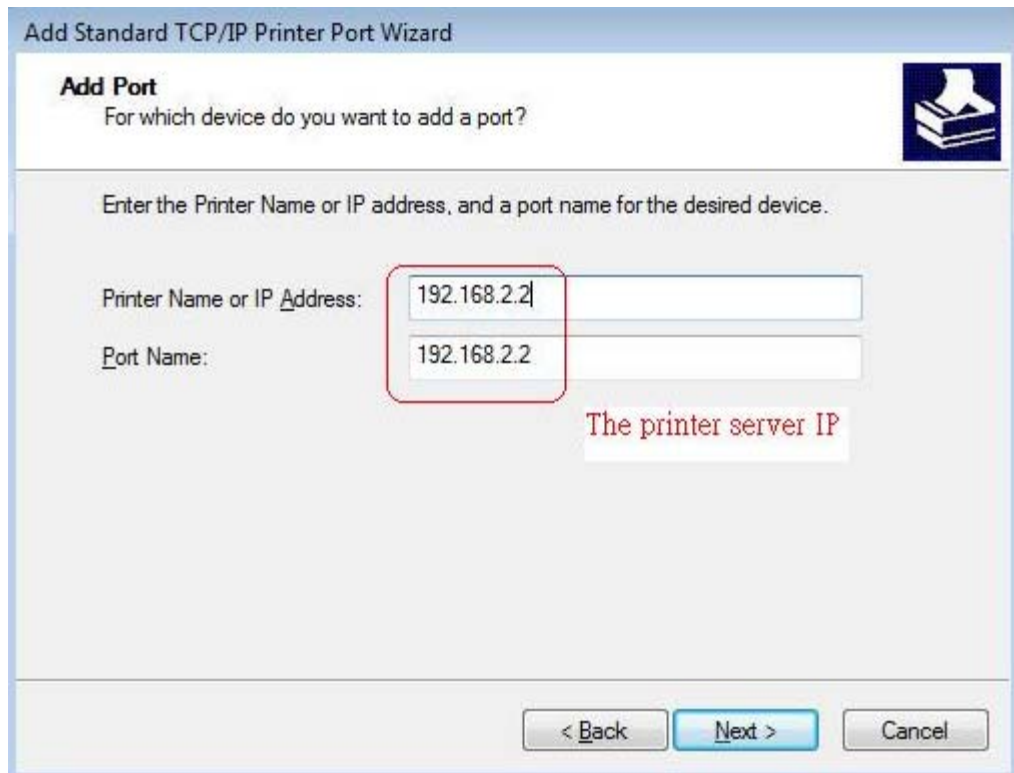 Add Standard TCP/IP Printer Port Wizard
Add Port
For which device do you want to add a port?
Enter the Printer Name or IP address, and a port name for the desired device.
Printer Name or IP Address: 192.168.2.2
Port Name: 192.168.2.2
The printer server IP
< Back Next > Cancel